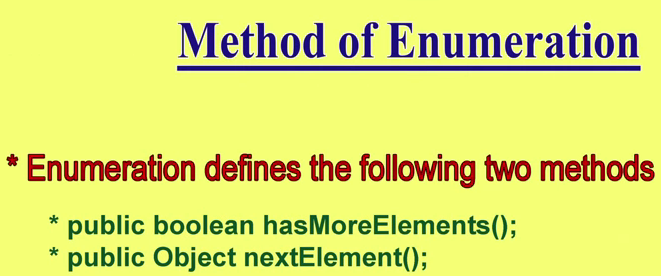 Method of Enumeration
* Enumeration defines the following two methods
* public boolean hasMoreElements();
* public Object nextElement();